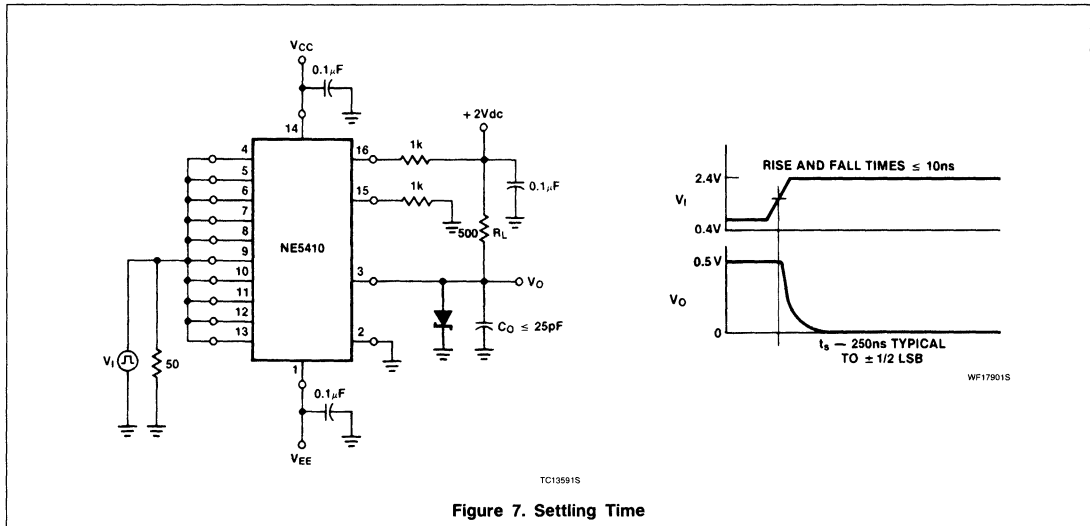 VCC
0.1μF
14
+ 2Vdc
4
5
6
7
8
9
10
11
12
13
16
1k
15
1k
0.1μF
500
RL
NE5410
3
VO
CO ≤ 25pF
2
VI
50
1
0.1μF
VEE
TC13591S
RISE AND FALL TIMES ≤ 10ns
2.4V
VI
0.4V
0.5V
VO
0
ts — 250ns TYPICAL
TO ± 1/2 LSB
WF17901S
Figure 7. Settling Time